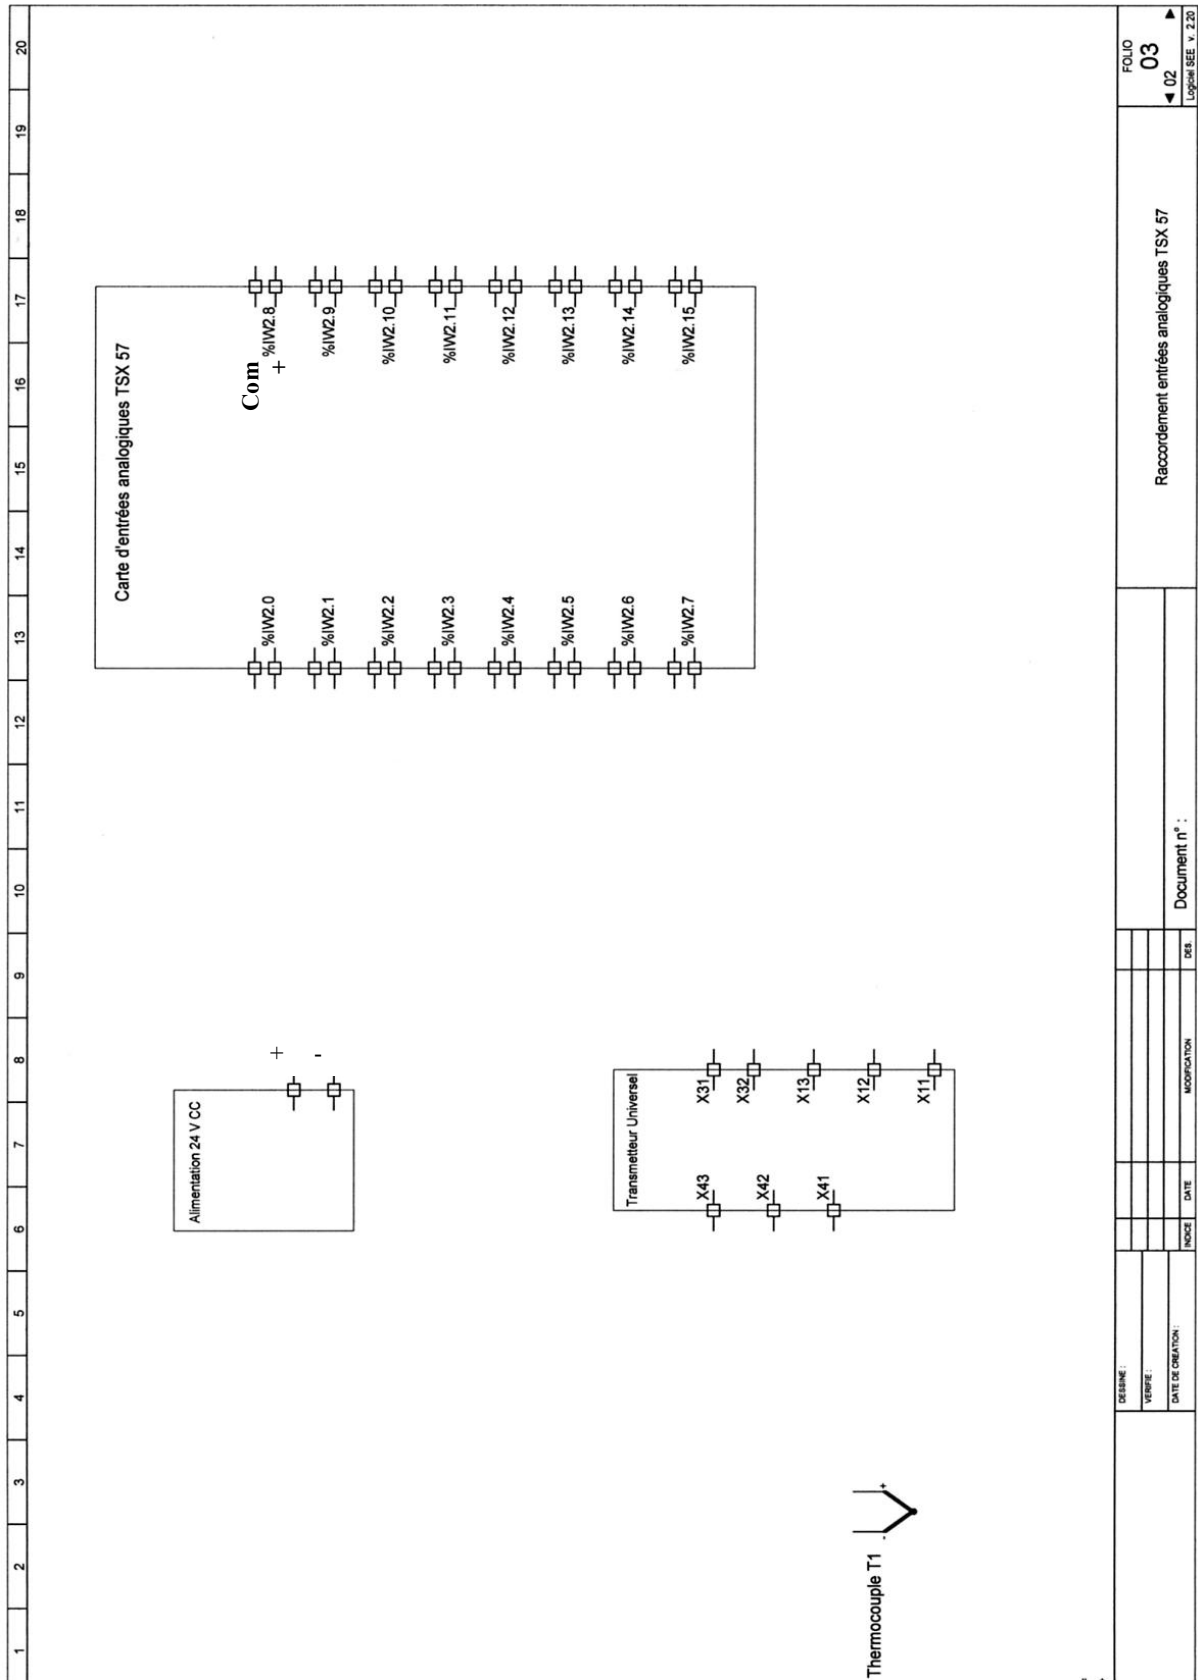 1 2 3 4 5 6 7 8 9 10 11 12 13 14 15 16 17 18 19 20
Carte d'entrées analogiques TSX 57
Com
+
%IW2.0 %IW2.8
%IW2.1 %IW2.9
%IW2.2 %IW2.10
%IW2.3 %IW2.11
%IW2.4 %IW2.12
%IW2.5 %IW2.13
%IW2.6 %IW2.14
%IW2.7 %IW2.15
Alimentation 24 V CC
+
-
Transmetteur Universel
X43 X31
X42 X32
X41 X13
X12
X11
Thermocouple T1
- +
DESSINE :
VERIFIE :
DATE DE CREATION :
INDICE DATE MODIFICATION DES.
Document n° :
Raccordement entrées analogiques TSX 57
FOLIO
03
◄ 02 ►
Logiciel SEE v. 2.20